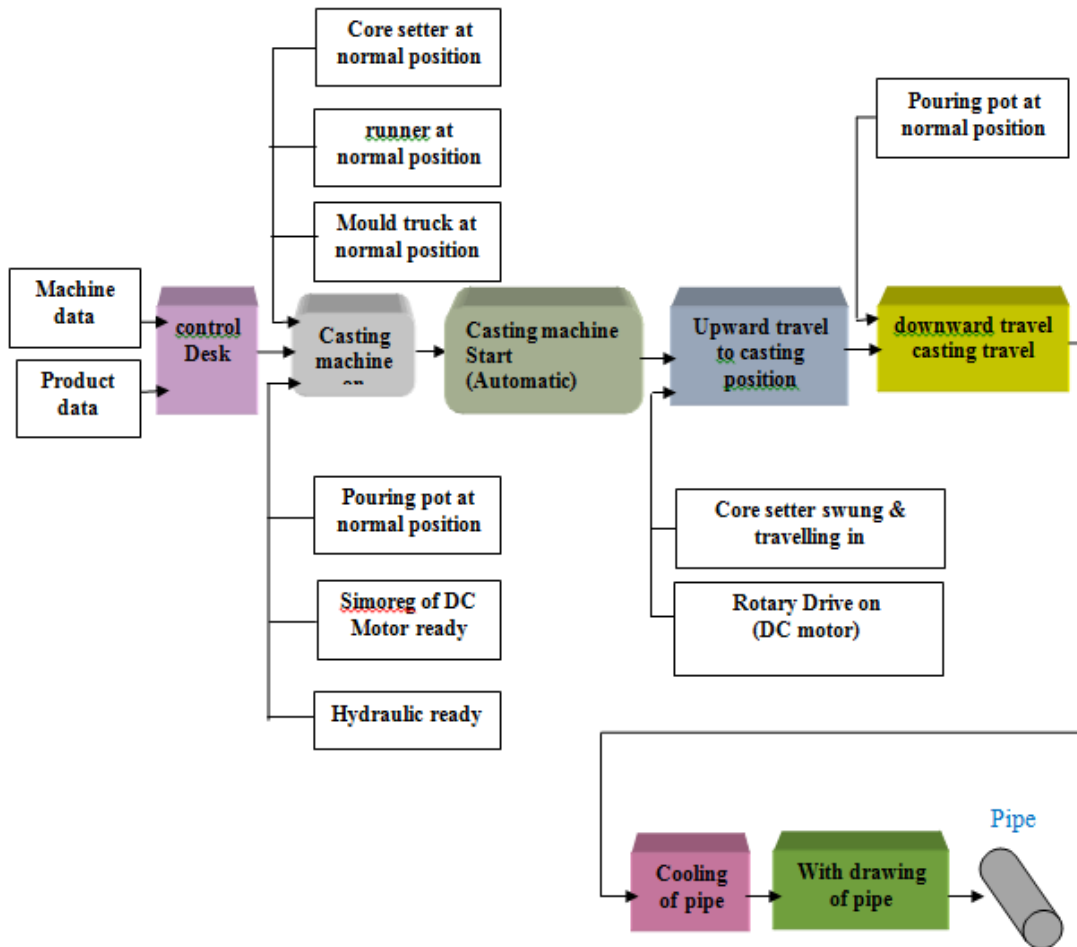 Core setter at
normal position
runner at
normal position
Mould truck at
normal position
Pouring pot at
normal position
Machine
data
Product
data
control
Desk
Casting
machine
Casting machine
Start
(Automatic)
Upward travel
to casting
position
downward travel
casting travel
Pouring pot at
normal position
Simoreg of DC
Motor ready
Hydraulic ready
Core setter swung &
travelling in
Rotary Drive on
(DC motor)
Cooling
of pipe
With drawing
of pipe
Pipe